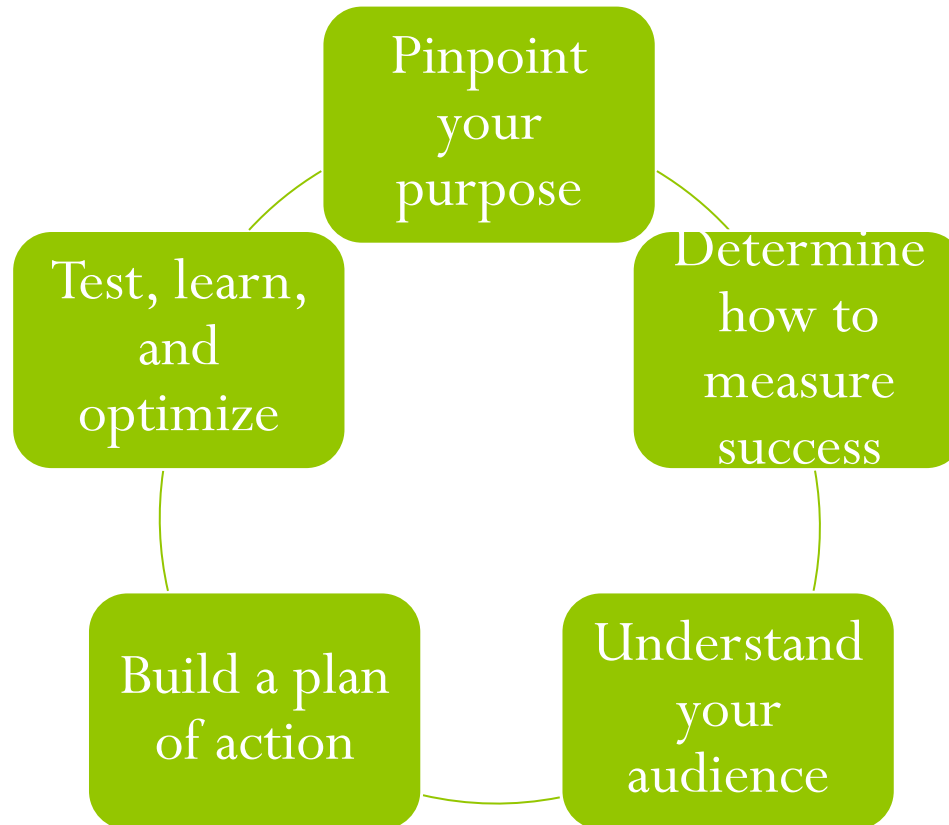 Pinpoint
your
purpose
Determine
how to
measure
success
Understand
your
audience
Build a plan
of action
Test, learn,
and
optimize